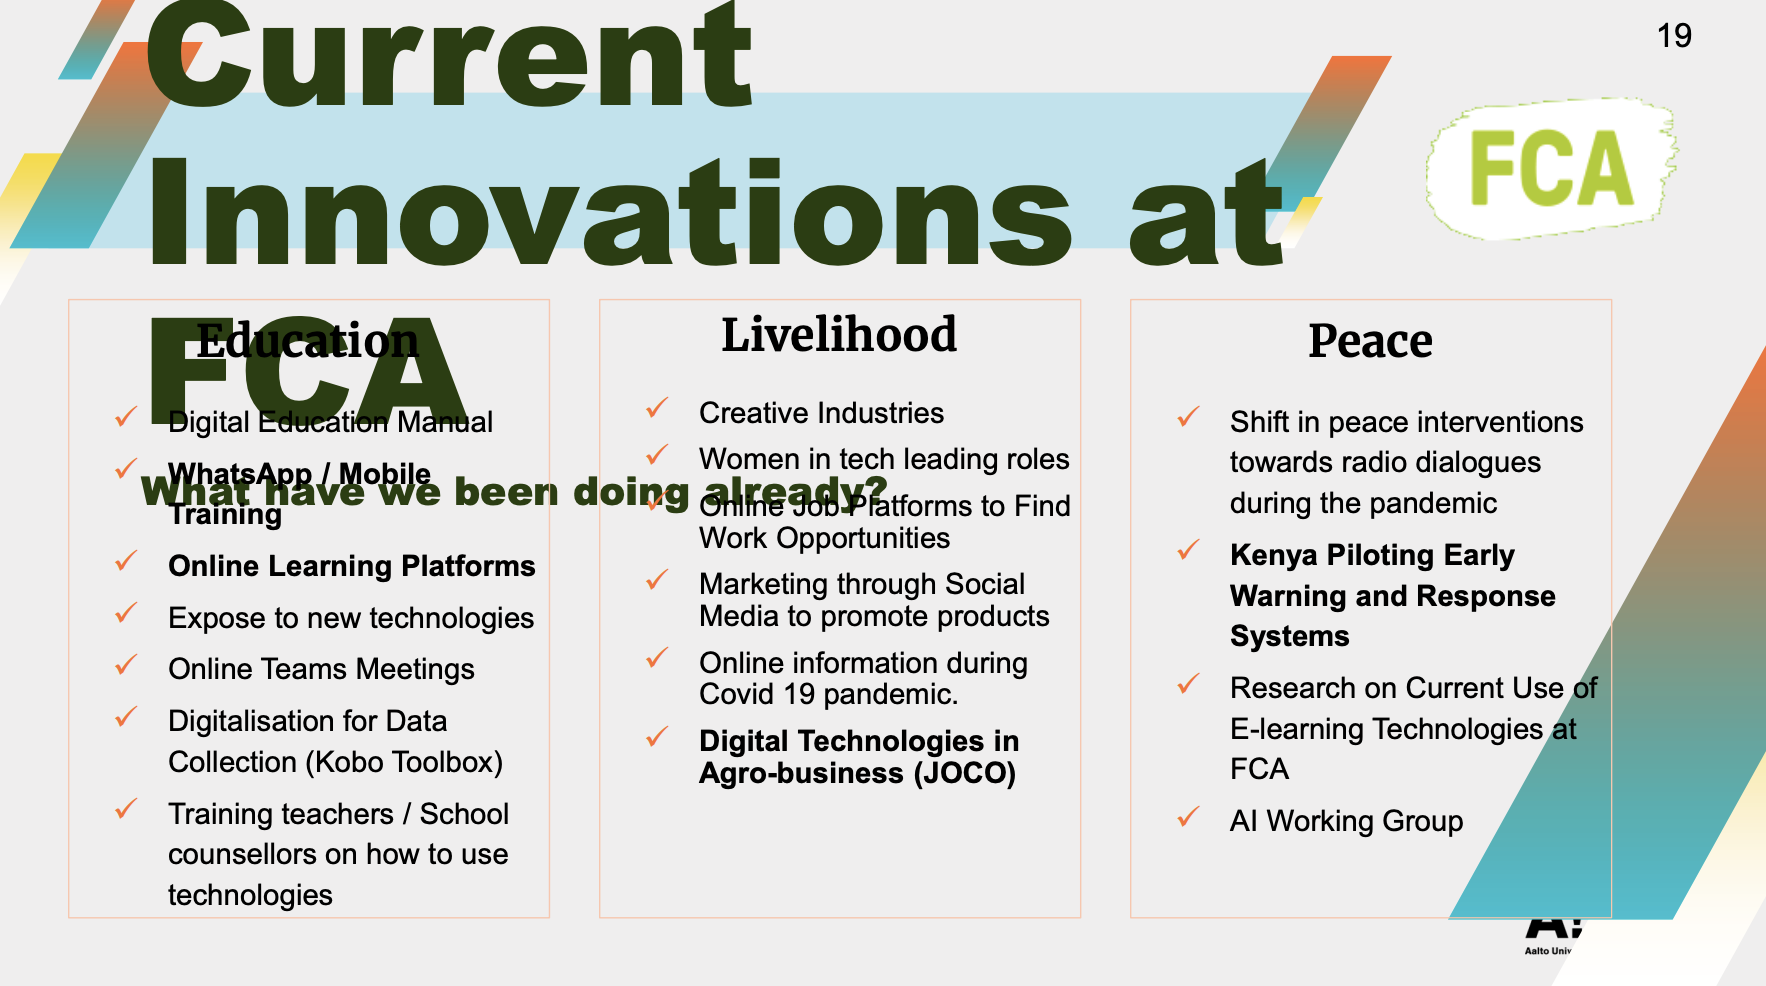 19
Current
Innovations at
FCA
What have we been doing already?
FCA
Education
Digital Education Manual
WhatsApp / Mobile
Training
Online Learning Platforms
Expose to new technologies
Online Teams Meetings
Digitalisation for Data
Collection (Kobo Toolbox)
Training teachers / School
counsellors on how to use
technologies
Livelihood
Creative Industries
Women in tech leading roles
Online Job Platforms to Find
Work Opportunities
Marketing through Social
Media to promote products
Online information during
Covid 19 pandemic.
Digital Technologies in
Agro-business (JOCO)
Peace
Shift in peace interventions
towards radio dialogues
during the pandemic
Kenya Piloting Early
Warning and Response
Systems
Research on Current Use of
E-learning Technologies at
FCA
AI Working Group
Aalto